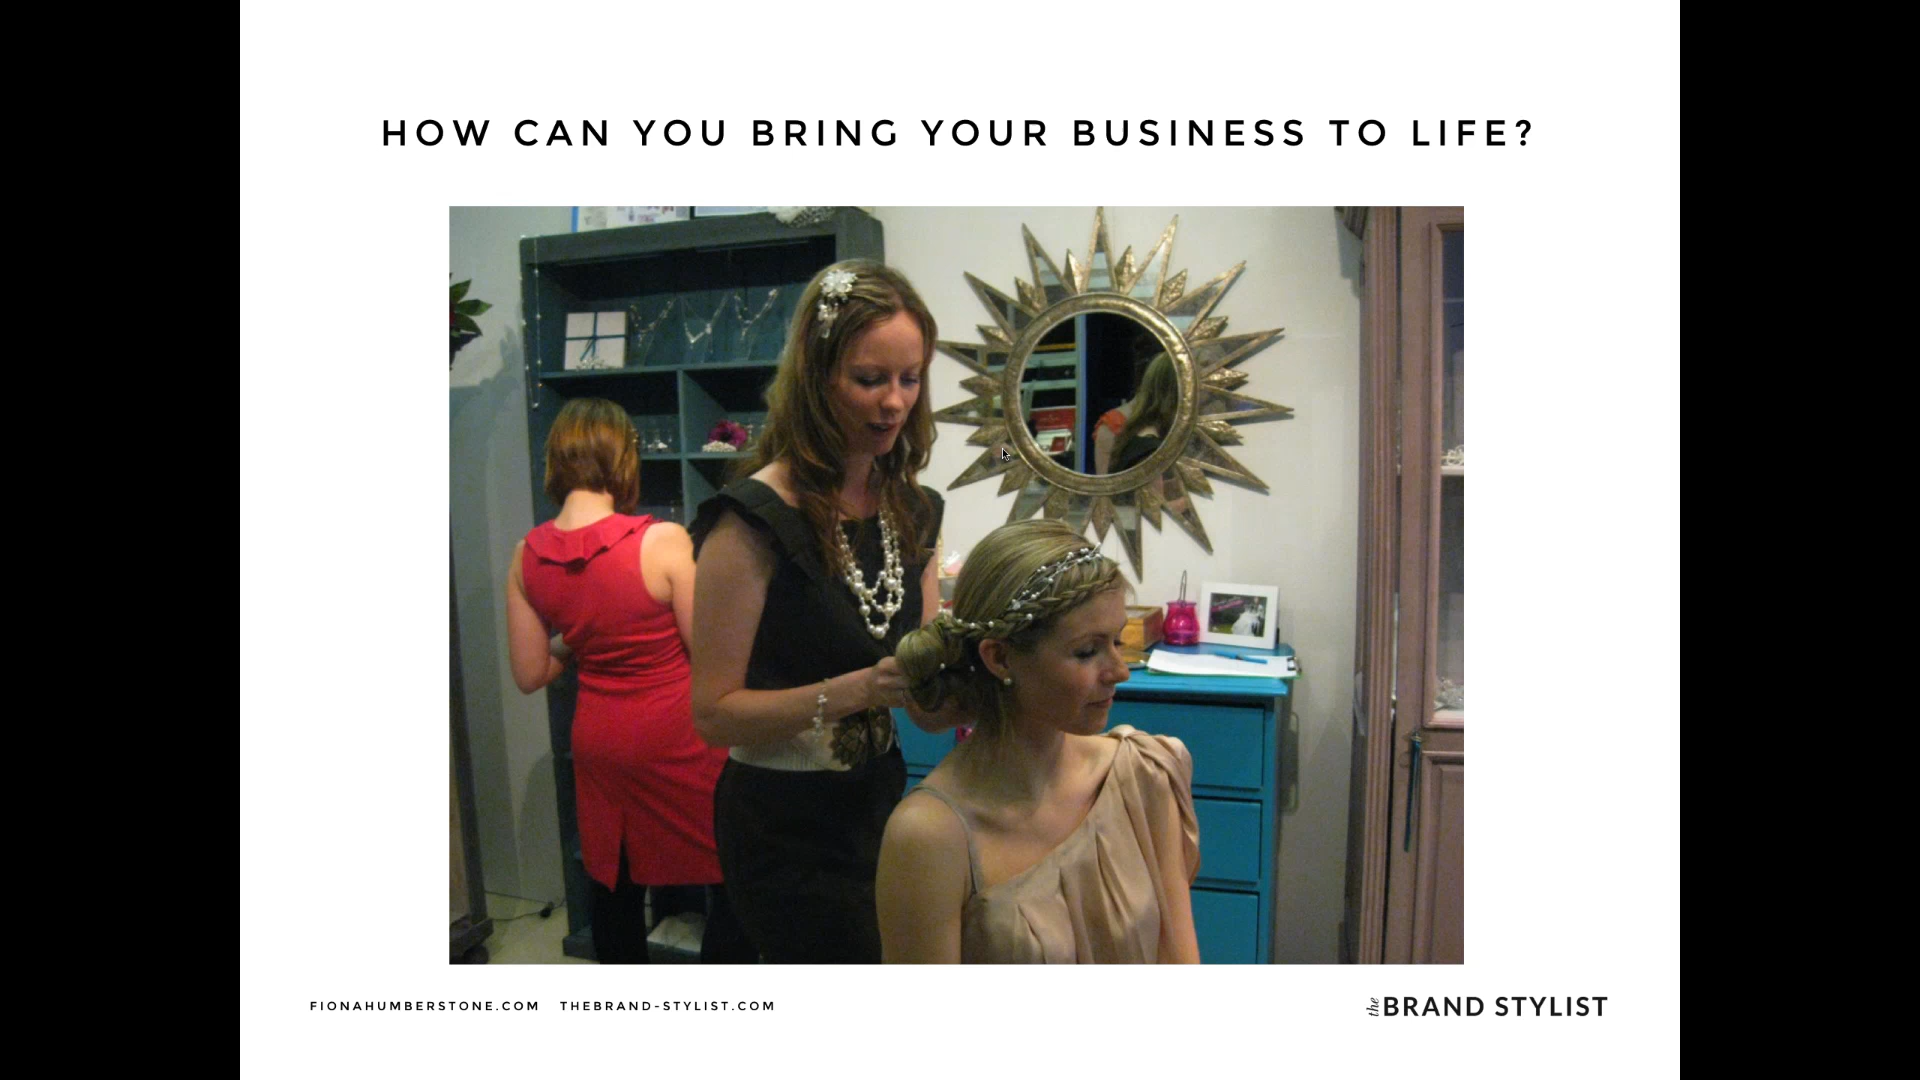 HOW CAN YOU BRING YOUR BUSINESS TO LIFE?
FIONAHUMBERSTONE.COM THEBRAND-STYLIST.COM
the BRAND STYLIST